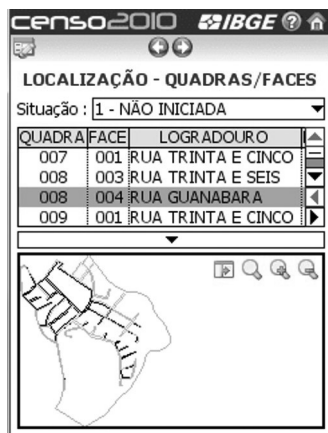 censo2010 IBGE ?
LOCALIZAÇÃO - QUADRAS/FACES
Situação : 1 - NÃO INICIADA
QUADRA FACE LOGRADOURO
007 001 RUA TRINTA E CINCO
008 003 RUA TRINTA E SEIS
008 004 RUA GUANABARA
009 001 RUA TRINTA E CINCO